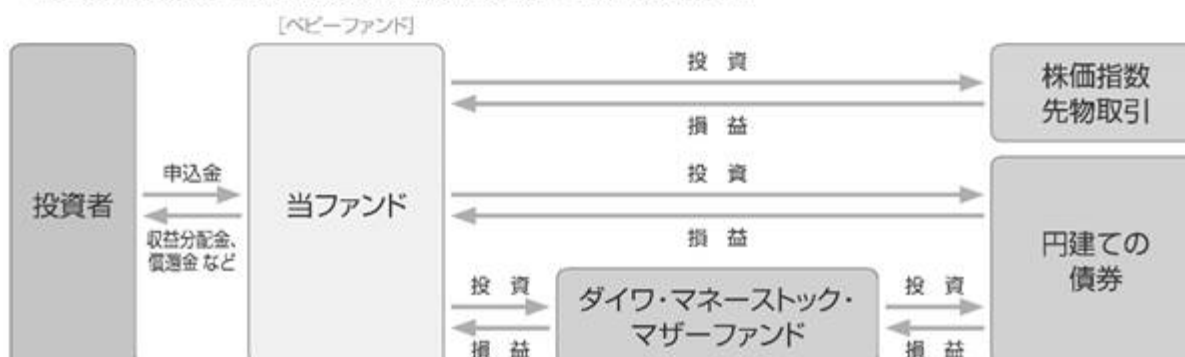 [ベビーファンド]
投資
株価指数
先物取引
損益
申込金
投資
投資者
当ファンド
収益分配金、
償還金 など
損益
円建ての
債券
投資
ダイワ・マネーストック・
マザーファンド
投資
損益
損益